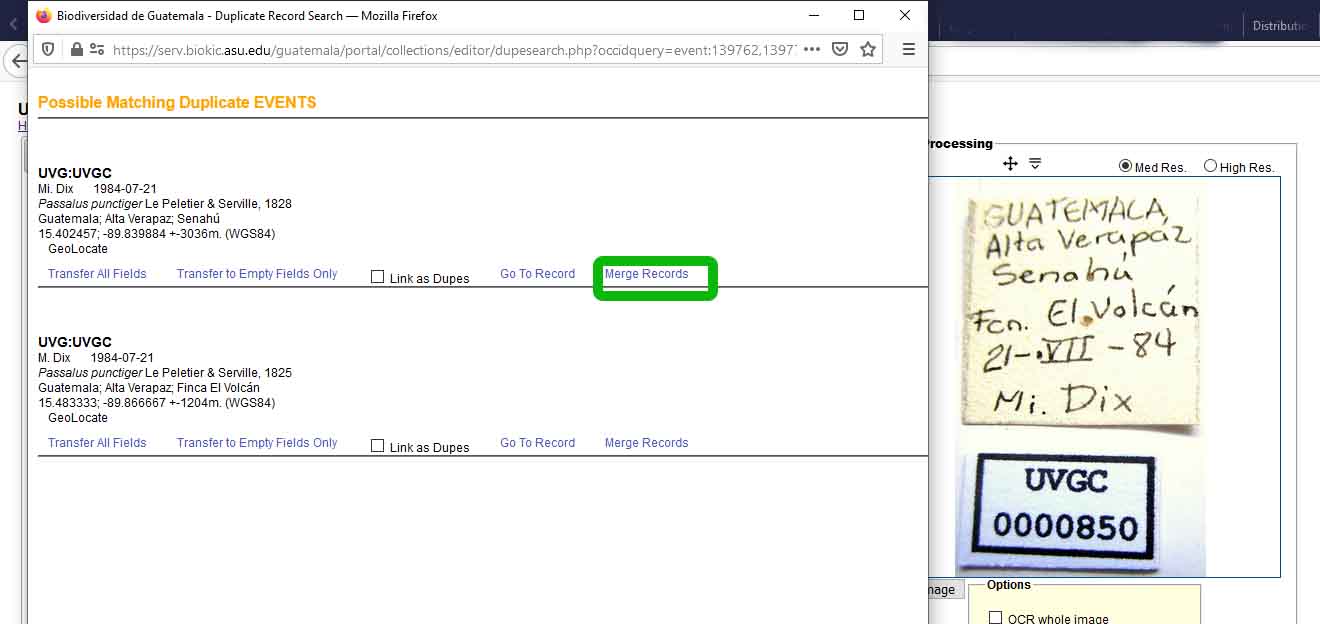 Biodiversidad de Guatemala - Duplicate Record Search — Mozilla Firefox
https://serv.biokic.asu.edu/guatemala/portal/collections/editor/dupesearch.php?occidquery=event:139762,1397
Possible Matching Duplicate EVENTS
UVG:UVGC
Mi. Dix 1984-07-21
Passalus punctiger Le Peletier & Serville, 1828
Guatemala; Alta Verapaz; Senahú
15.402457; -89.839884 +-3036m. (WGS84)
GeoLocate
Transfer All Fields Transfer to Empty Fields Only Link as Dupes Go To Record Merge Records
UVG:UVGC
M. Dix 1984-07-21
Passalus punctiger Le Peletier & Serville, 1825
Guatemala; Alta Verapaz; Finca El Volcán
15.483333; -89.866667 +-1204m. (WGS84)
GeoLocate
Transfer All Fields Transfer to Empty Fields Only Link as Dupes Go To Record Merge Records
Distributi
U
H
rocessing
Med Res. High Res.
GUATEMALA,
Alta Verapáz
Senahú
Fcn. El Volcán
21-VII-84
Mi. Dix
UVGC
0000850
mage
Options
OCR whole image